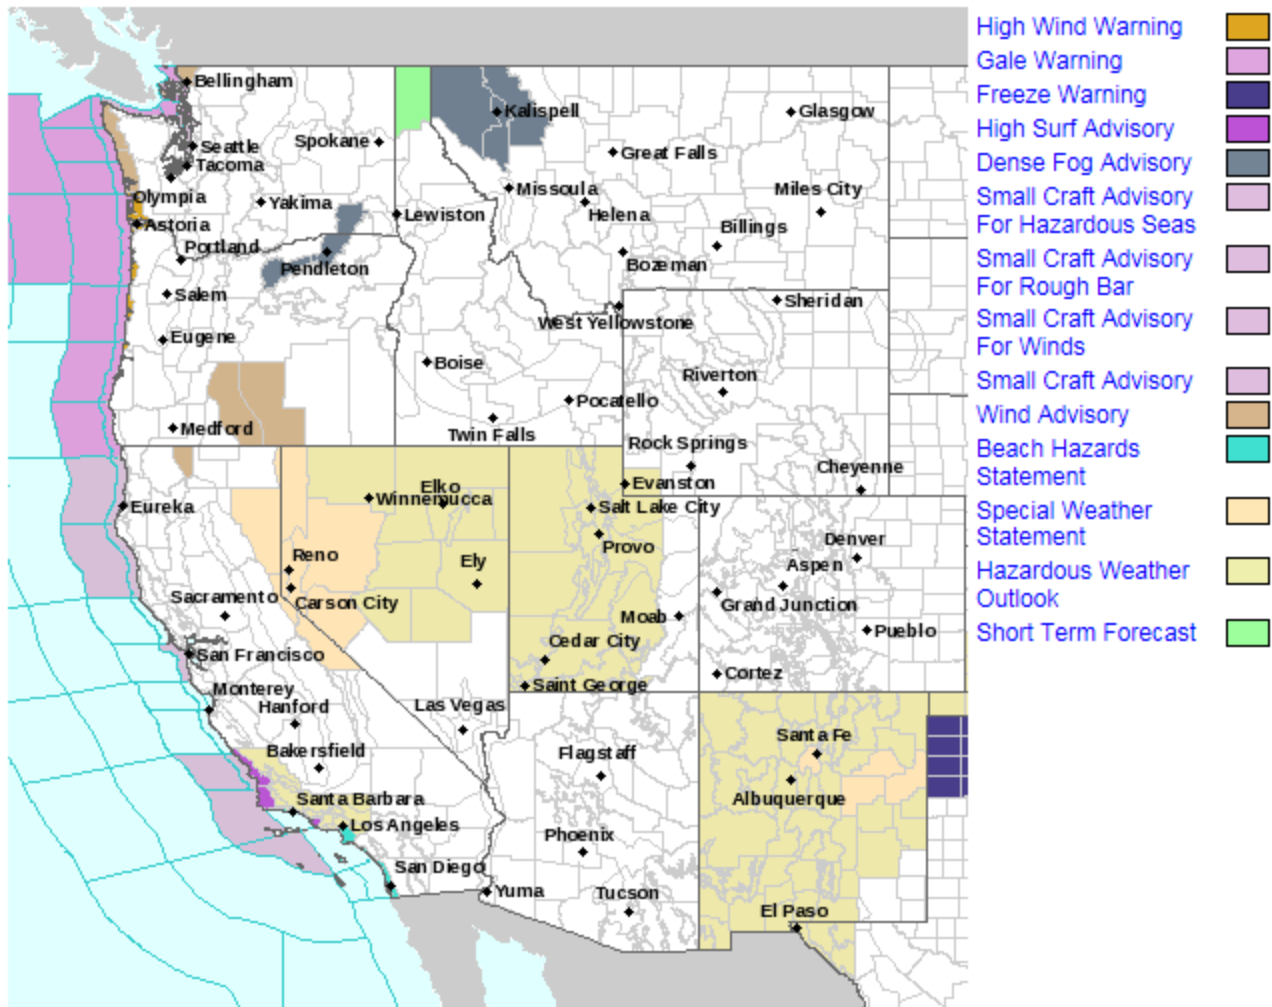 High Wind Warning
Gale Warning
Freeze Warning
High Surf Advisory
Dense Fog Advisory
Small Craft Advisory
For Hazardous Seas
Small Craft Advisory
For Rough Bar
Small Craft Advisory
For Winds
Small Craft Advisory
Wind Advisory
Beach Hazards
Statement
Special Weather
Statement
Hazardous Weather
Outlook
Short Term Forecast
Bellingham
Kalispell
Glasgow
Seattle
Spokane
Great Falls
Tacoma
Olympia
Yakima
Missoula
Miles City
Astoria
Lewiston
Helena
Billings
Portland
Pendleton
Bozeman
Salem
Sheridan
West Yellowstone
Eugene
Boise
Riverton
Pocatello
Medford
Twin Falls
Rock Springs
Cheyenne
Elko
Winnemucca
Evanston
Eureka
Salt Lake City
Provo
Denver
Reno
Ely
Aspen
Sacramento
Carson City
Grand Junction
Moab
Pueblo
San Francisco
Cedar City
Cortez
Monterey
Saint George
Hanford
Las Vegas
Bakersfield
Flagstaff
Santa Fe
Santa Barbara
Albuquerque
Los Angeles
Phoenix
San Diego
Yuma
Tucson
El Paso